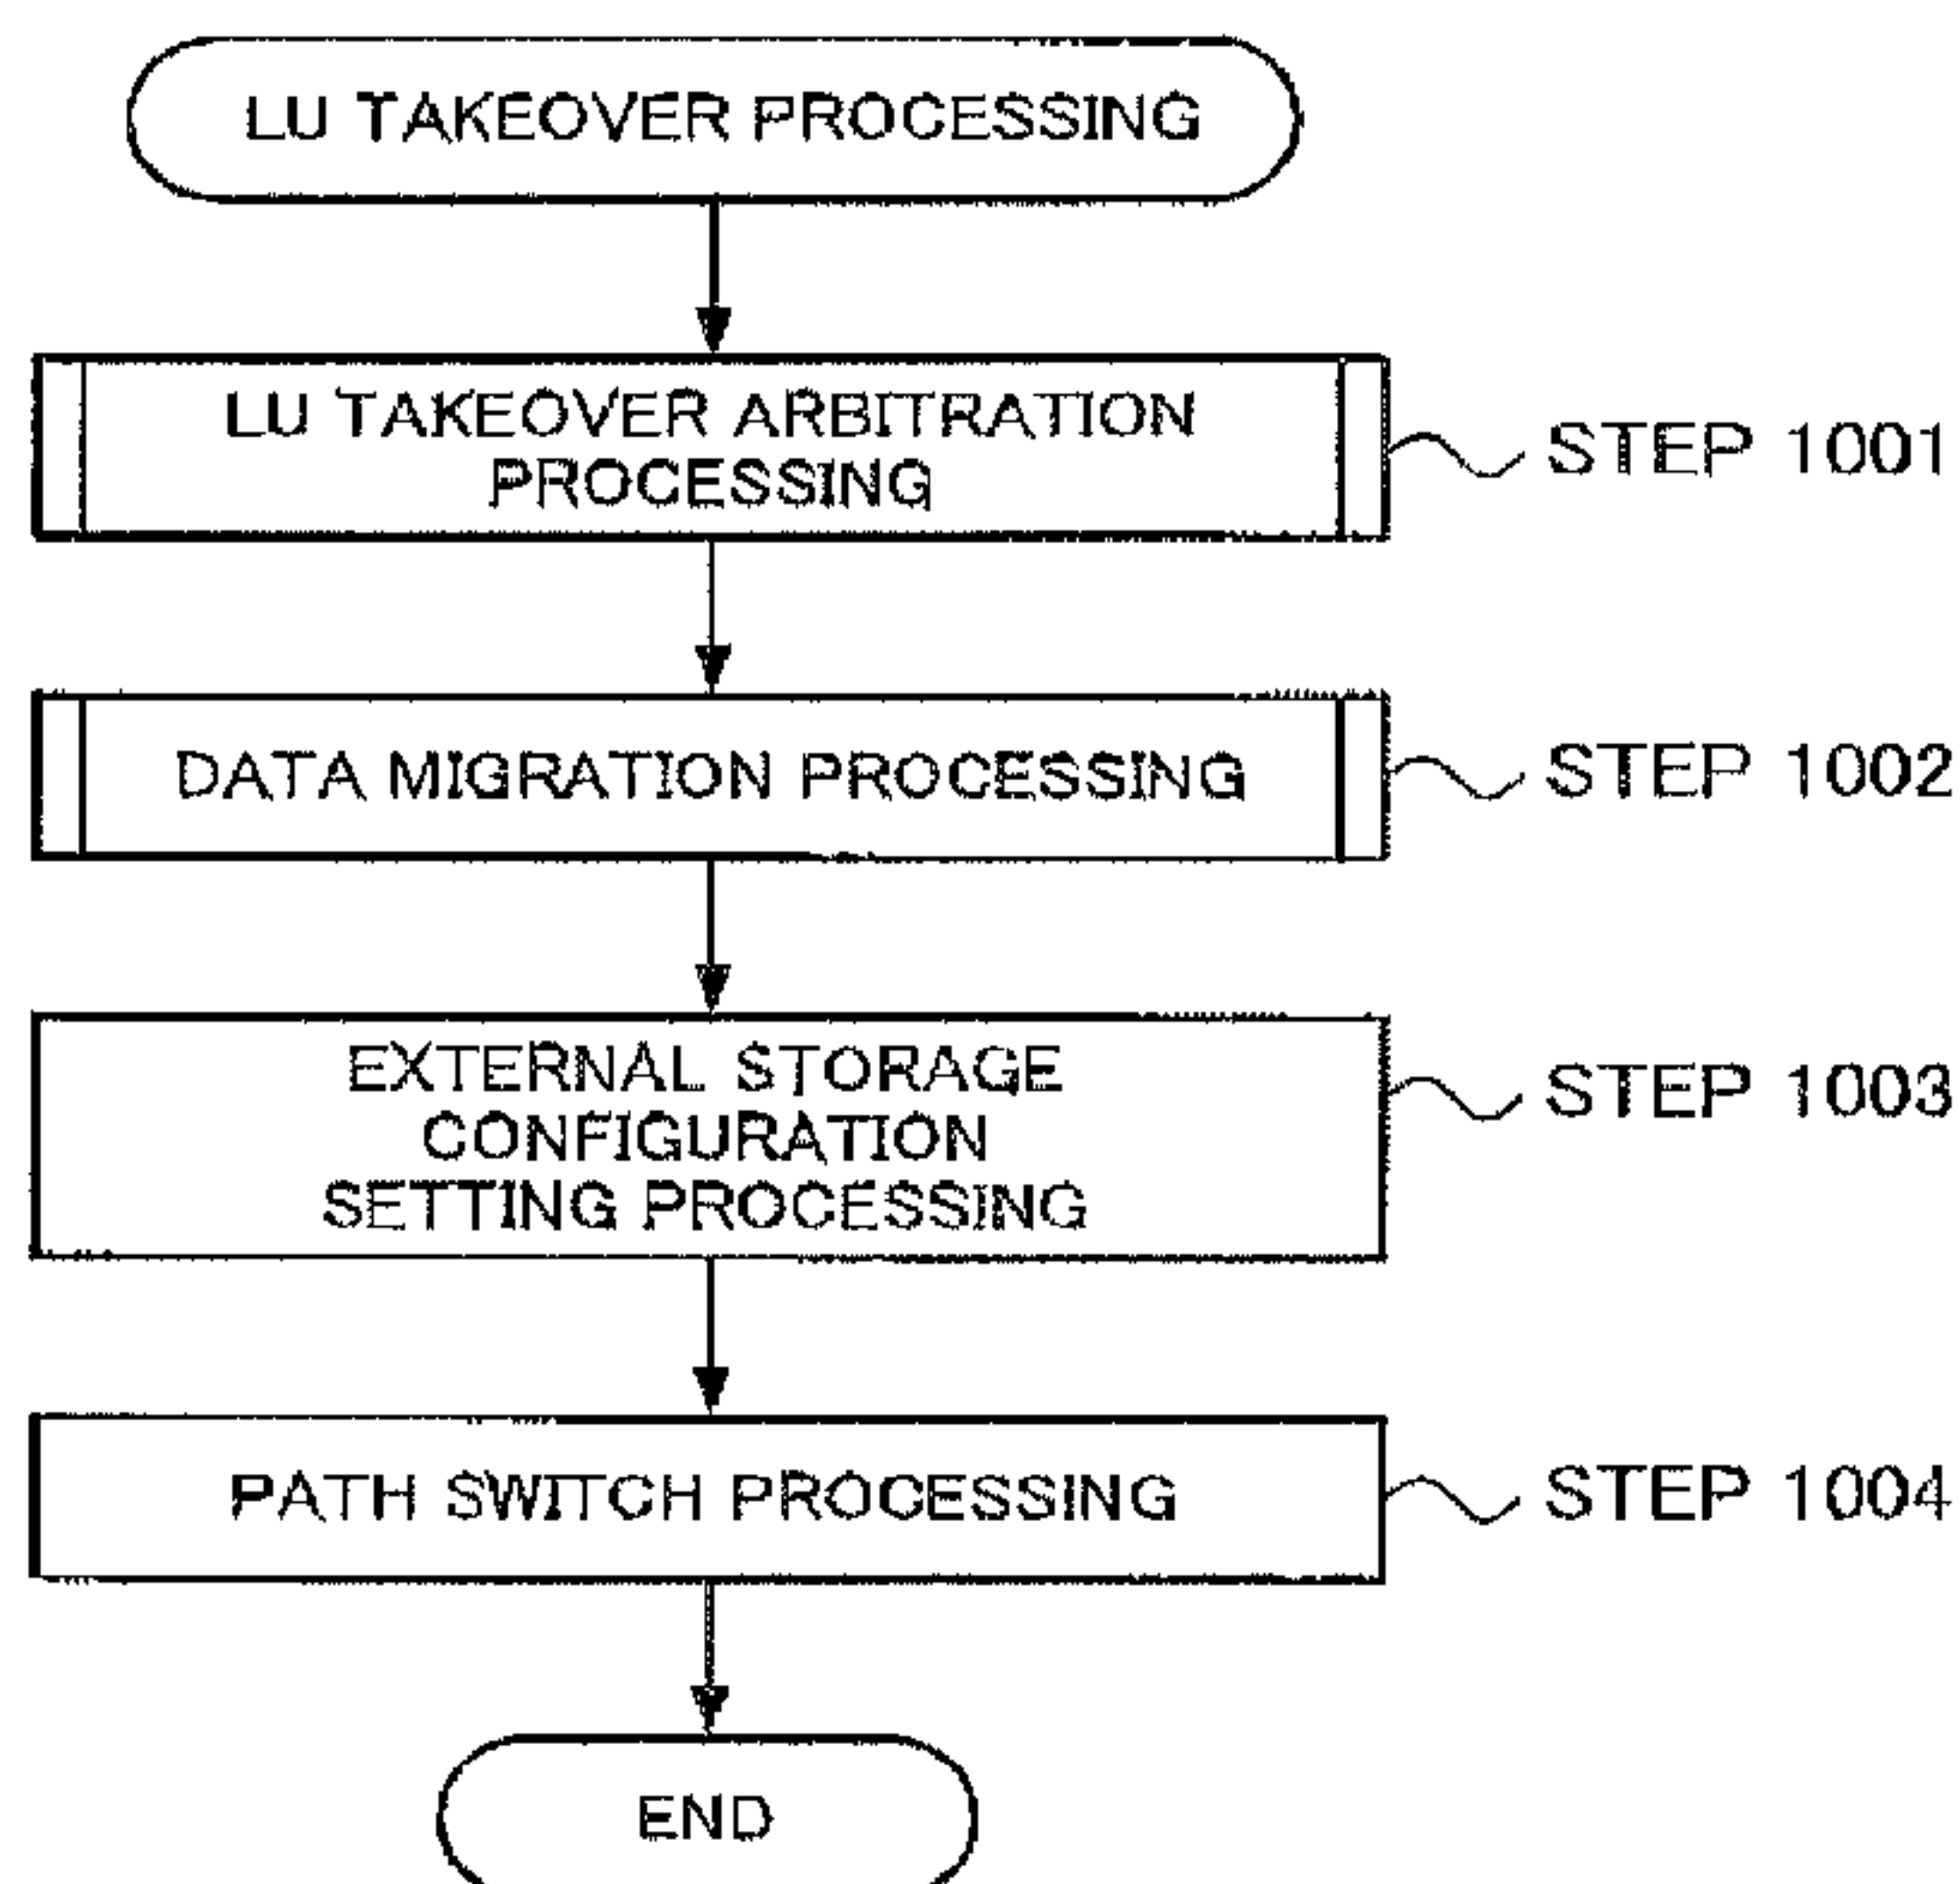 LU TAKEOVER PROCESSING
LU TAKEOVER ARBITRATION
PROCESSING
STEP 1001
DATA MIGRATION PROCESSING
STEP 1002
EXTERNAL STORAGE
CONFIGURATION
SETTING PROCESSING
STEP 1003
PATH SWITCH PROCESSING
STEP 1004
END